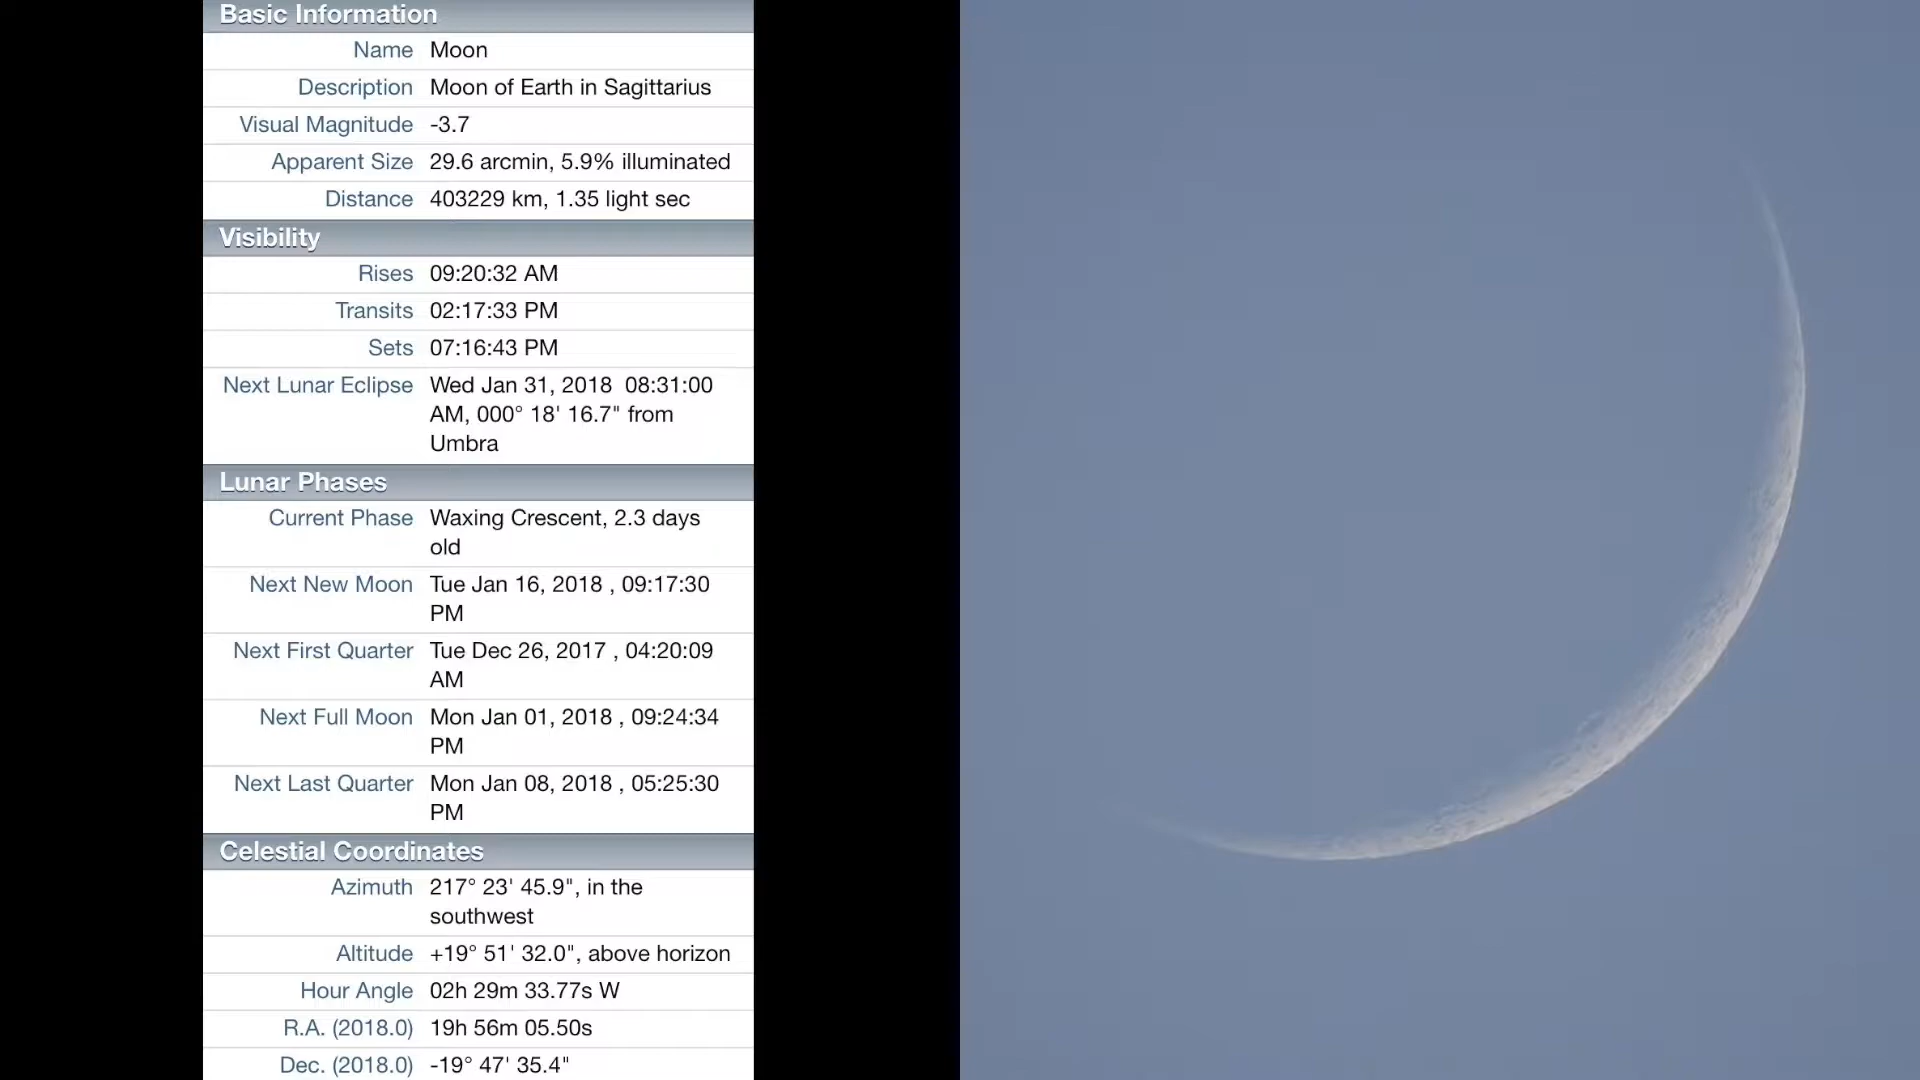 Basic Information
Name Moon
Description Moon of Earth in Sagittarius
Visual Magnitude -3.7
Apparent Size 29.6 arcmin, 5.9% illuminated
Distance 403229 km, 1.35 light sec
Visibility
Rises 09:20:32 AM
Transits 02:17:33 PM
Sets 07:16:43 PM
Next Lunar Eclipse Wed Jan 31, 2018  08:31:00
AM, 000° 18' 16.7" from
Umbra
Lunar Phases
Current Phase Waxing Crescent, 2.3 days
old
Next New Moon Tue Jan 16, 2018 , 09:17:30
PM
Next First Quarter Tue Dec 26, 2017 , 04:20:09
AM
Next Full Moon Mon Jan 01, 2018 , 09:24:34
PM
Next Last Quarter Mon Jan 08, 2018 , 05:25:30
PM
Celestial Coordinates
Azimuth 217° 23' 45.9", in the
southwest
Altitude +19° 51' 32.0", above horizon
Hour Angle 02h 29m 33.77s W
R.A. (2018.0) 19h 56m 05.50s
Dec. (2018.0) -19° 47' 35.4"